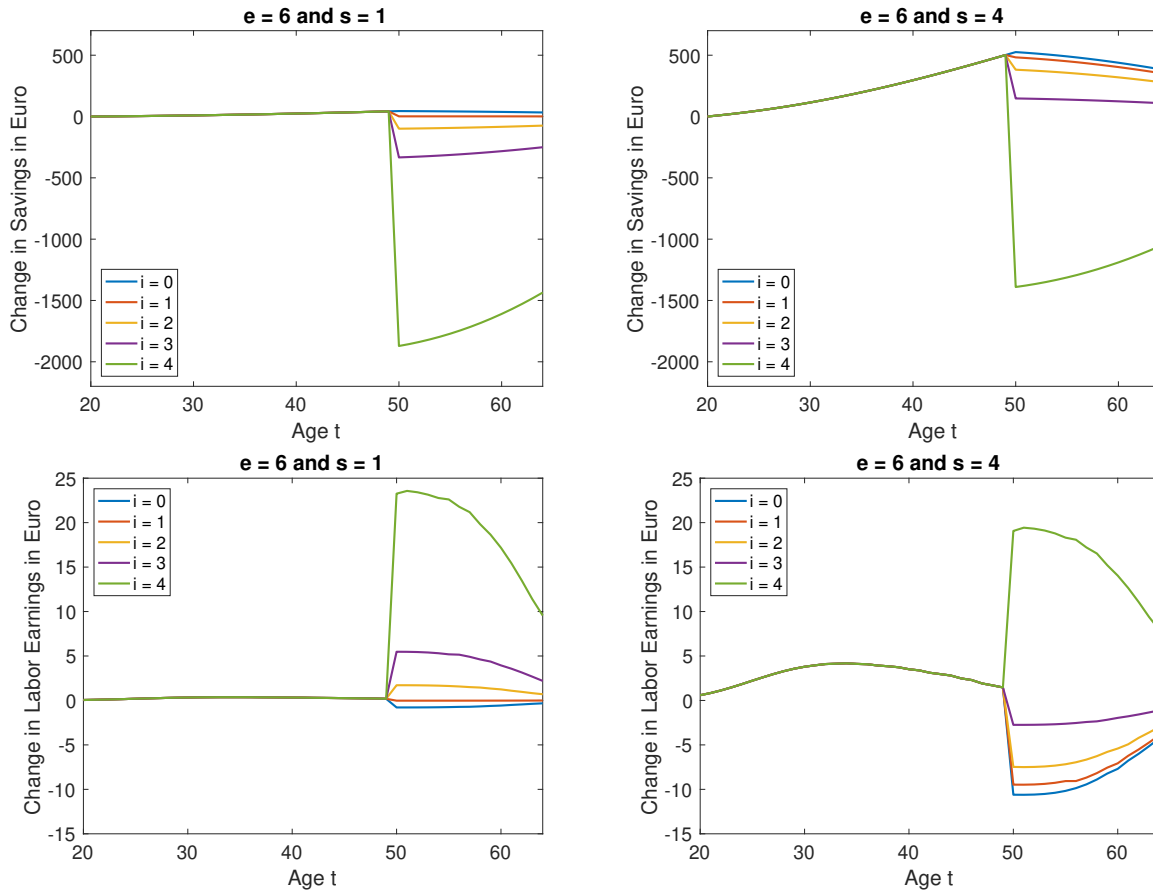 e = 6 and s = 1
Change in Savings in Euro
500
0
-500
-1000
-1500
-2000
i = 0
i = 1
i = 2
i = 3
i = 4
20 30 40 50 60
Age t
e = 6 and s = 4
Change in Savings in Euro
500
0
-500
-1000
-1500
-2000
i = 0
i = 1
i = 2
i = 3
i = 4
20 30 40 50 60
Age t
e = 6 and s = 1
Change in Labor Earnings in Euro
25
20
15
10
5
0
-5
-10
-15
i = 0
i = 1
i = 2
i = 3
i = 4
20 30 40 50 60
Age t
e = 6 and s = 4
Change in Labor Earnings in Euro
25
20
15
10
5
0
-5
-10
-15
i = 0
i = 1
i = 2
i = 3
i = 4
20 30 40 50 60
Age t